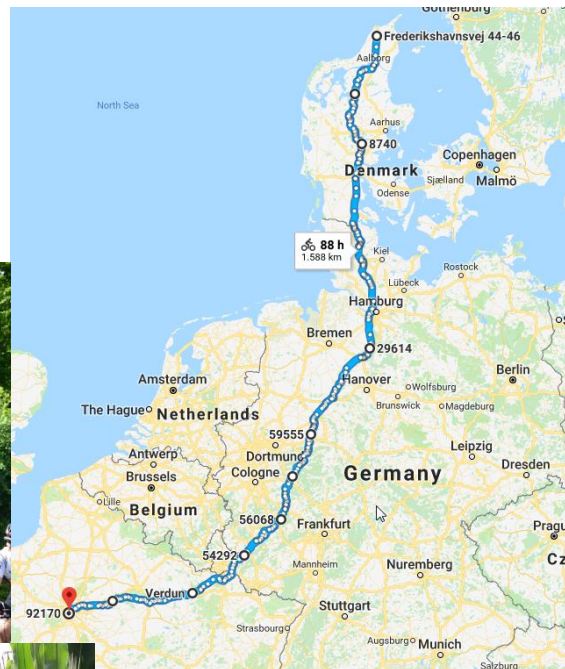 Gothenburg
Frederikshavnsvej 44-46
Aalborg
North Sea
Aarhus
8740
Denmark
Copenhagen
Odense
Sjælland
Malmö
88 h
1.588 km
Kiel
Rostock
Lübeck
Hamburg
Bremen
29614
Berlin
Amsterdam
Hanover
Wolfsburg
The Hague
Netherlands
Brunswick
Magdeburg
59555
Antwerp
Dortmund
Leipzig
Brussels
Cologne
Germany
Dresden
Lille
Belgium
56068
Frankfurt
54292
Mannheim
Nuremberg
Verdun
92170
Stuttgart
Strasbourg
Augsburg
Munich
Salzburg